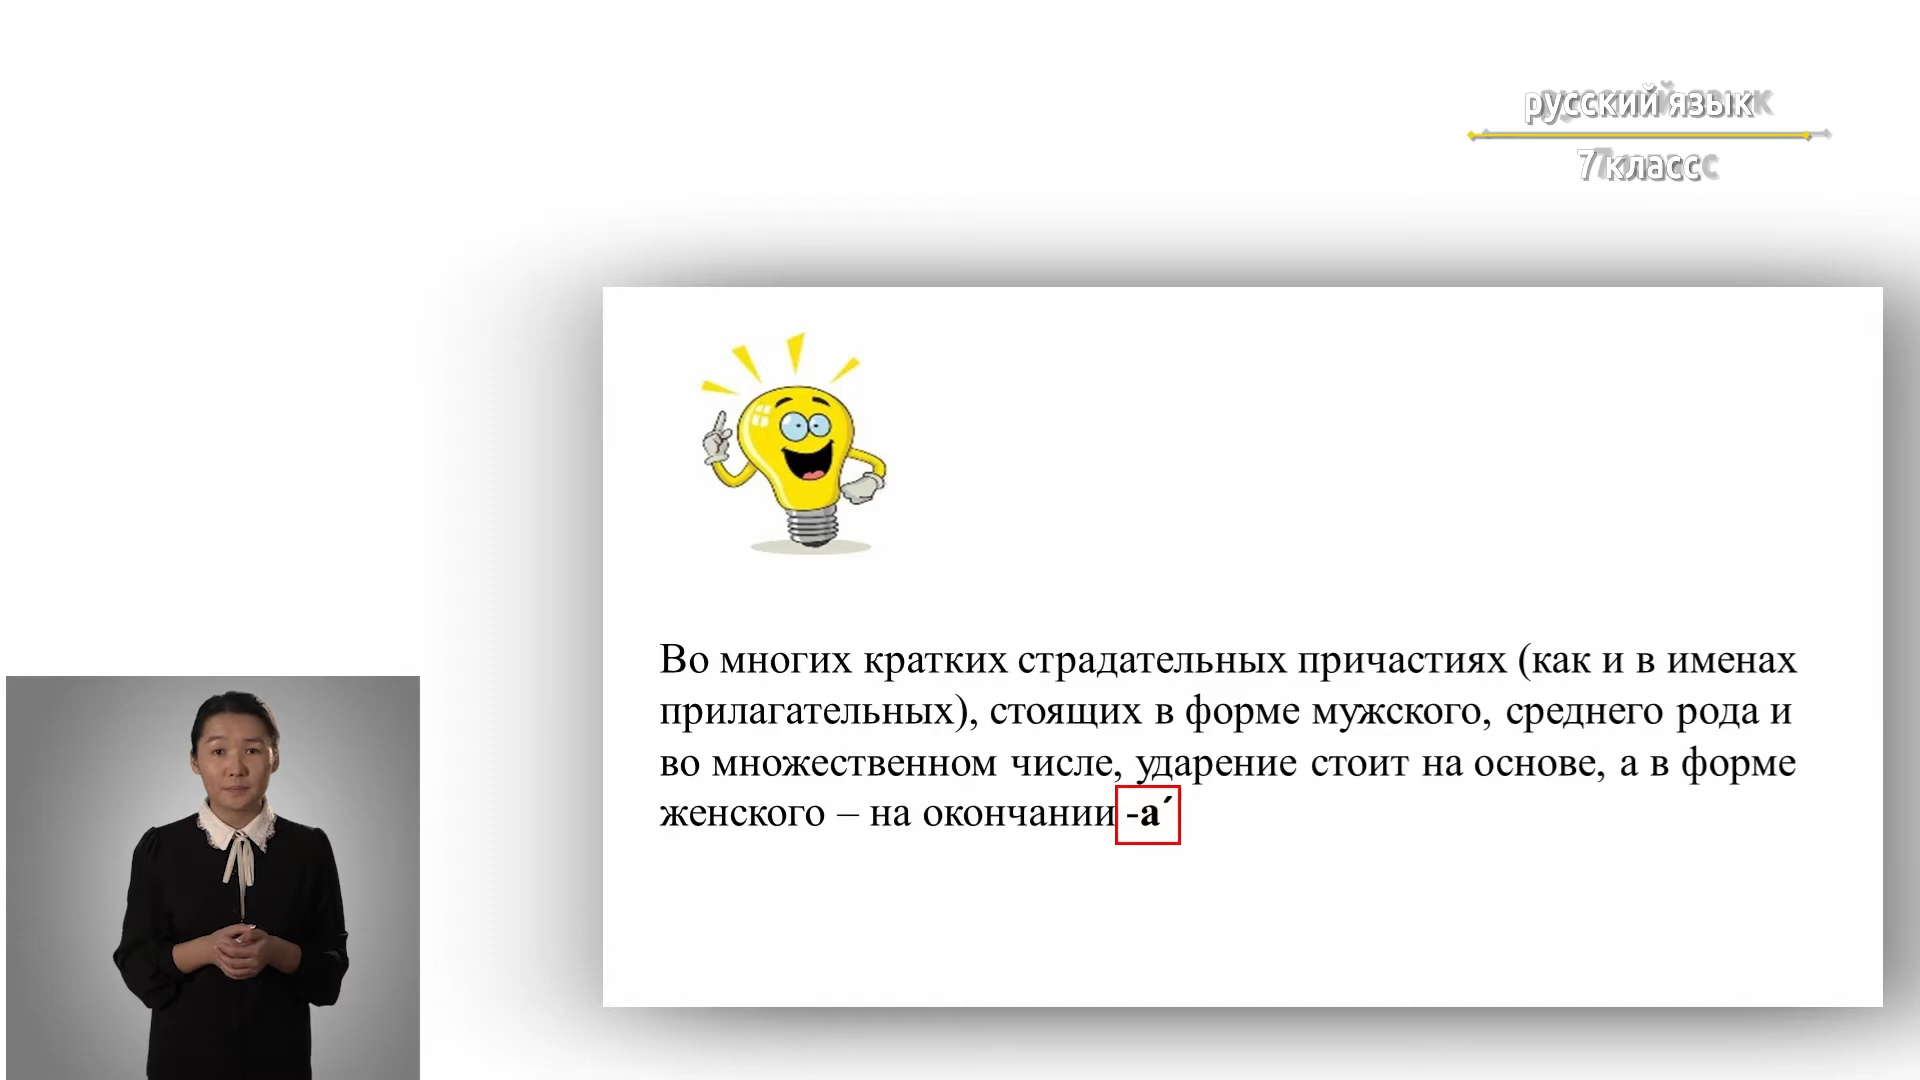 русский язык
7 класс
Во многих кратких страдательных причастиях (как и в именах
прилагательных), стоящих в форме мужского, среднего рода и
во множественном числе, ударение стоит на основе, а в форме
женского – на окончании -а´